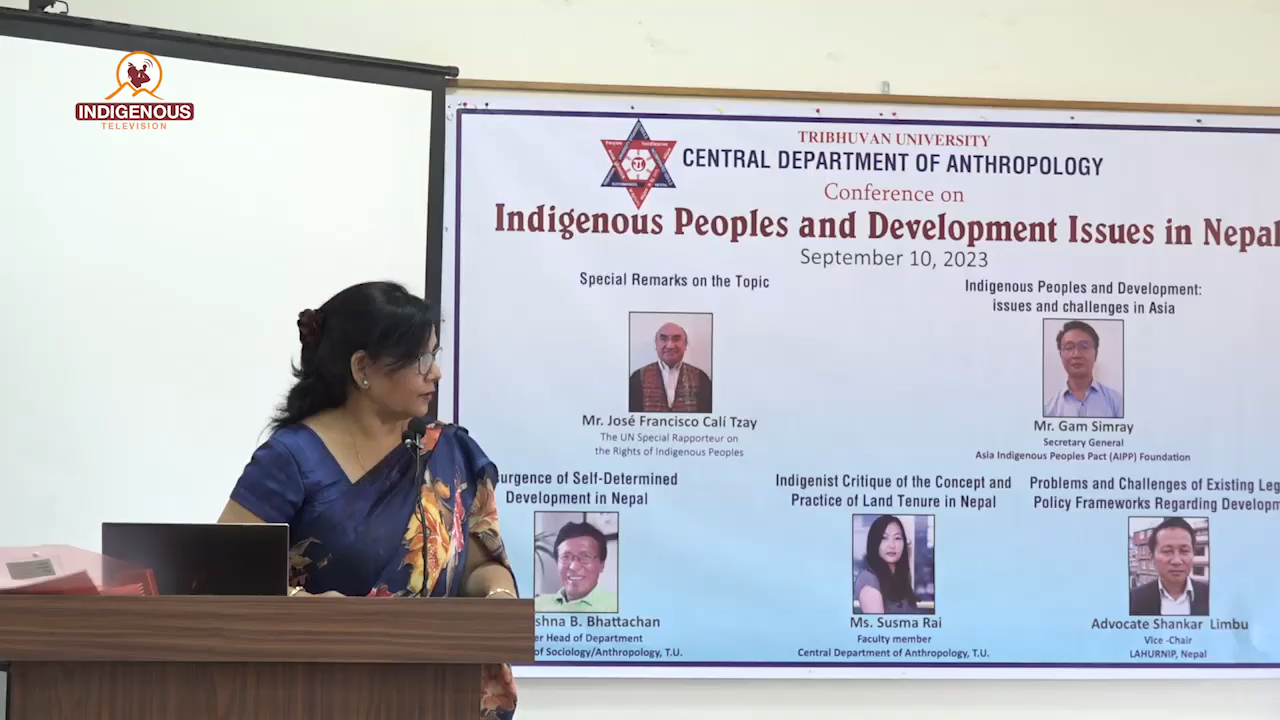 INDIGENOUS
TELEVISION
TRIBHUVAN UNIVERSITY
CENTRAL DEPARTMENT OF ANTHROPOLOGY
Conference on
Indigenous Peoples and Development Issues in Nepal
September 10, 2023
Special Remarks on the Topic
Mr. José Francisco Calí Tzay
The UN Special Rapporteur on
the Rights of Indigenous Peoples
Indigenous Peoples and Development:
issues and challenges in Asia
Mr. Gam Simray
Secretary General
Asia Indigenous Peoples Pact (AIPP) Foundation
urgence of Self-Determined
Development in Nepal
shna B. Bhattachan
er Head of Department
of Sociology/Anthropology, T.U.
Indigenist Critique of the Concept and
Practice of Land Tenure in Nepal
Ms. Susma Rai
Faculty member
Central Department of Anthropology, T.U.
Problems and Challenges of Existing Leg
Policy Frameworks Regarding Developm
Advocate Shankar Limbu
Vice -Chair
LAHURNIP, Nepal